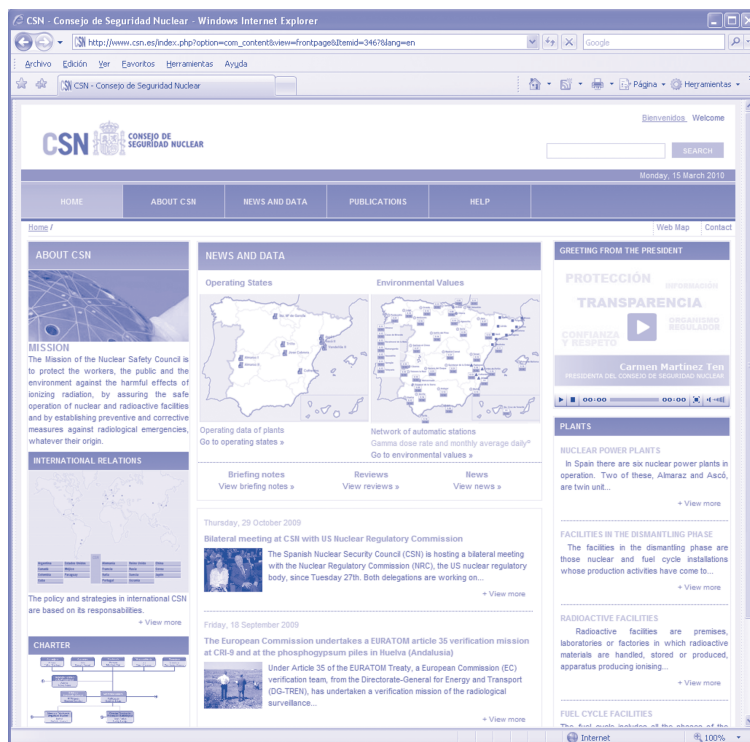 CSN - Consejo de Seguridad Nuclear - Windows Internet Explorer
http://www.csn.es/index.php?option=com_content&view=frontpage&Itemid=346?&lang=en
Google
Archivo Edición Ver Favoritos Herramientas Ayuda
CSN - Consejo de Seguridad Nuclear
Página
Herramientas
Bienvenidos Welcome
CSN
CONSEJO DE
SEGURIDAD NUCLEAR
SEARCH
Monday, 15 March 2010
HOME ABOUT CSN NEWS AND DATA PUBLICATIONS HELP
Home /
Web Map Contact
ABOUT CSN
MISSION
The Mission of the Nuclear Safety Council is
to protect the workers, the public and the
environment against the harmful effects of
ionizing radiation, by assuring the safe
operation of nuclear and radioactive facilities
and by establishing preventive and corrective
measures against radiological emergencies,
whatever their origin.
INTERNATIONAL RELATIONS
The policy and strategies in international CSN
are based on its responsabilities.
+ View more
CHARTER
NEWS AND DATA
Operating States
Environmental Values
Operating data of plants
Go to operating states »
Network of automatic stations
Gamma dose rate and monthly average daily"
Go to environmental values »
Briefing notes
View briefing notes »
Reviews
View reviews »
News
View news »
Thursday, 29 October 2009
Bilateral meeting at CSN with US Nuclear Regulatory Commission
The Spanish Nuclear Security Council (CSN) is hosting a bilateral meeting
with the Nuclear Regulatory Commission (NRC), the US nuclear regulatory
body, since Tuesday 27th. Both delegations are working on...
+ View more
Friday, 18 September 2009
The European Commission undertakes a EURATOM article 35 verification mission
at CRI-9 and at the phosphogypsum piles in Huelva (Andalusia)
Under Article 35 of the EURATOM Treaty, a European Commission (EC)
verification team, from the Directorate-General for Energy and Transport
(DG-TREN), has undertaken a verification mission of the radiological
surveillance...
+ View more
GREETING FROM THE PRESIDENT
PROTECCIÓN
INFORMACIÓN
TRANSPARENCIA
ORGANISMO
REGULADOR
CONFIANZA
Y RESPETO
Carmen Martínez Ten
PRESIDENTA DEL CONSEJO DE SEGURIDAD NUCLEAR
00:00 00:00
PLANTS
NUCLEAR POWER PLANTS
In Spain there are six nuclear power plants in
operation. Two of these, Almaraz and Ascó,
are twin unit...
+ View more
FACILITIES IN THE DISMANTLING PHASE
The facilities in the dismantling phase are
those nuclear and fuel cycle installations
whose production activities have come to...
+ View more
RADIOACTIVE FACILITIES
Radioactive facilities are premises,
laboratories or factories in which radioactive
materials are handled, stored or produced,
apparatus producing ionising...
+ View more
FUEL CYCLE FACILITIES
The fuel cycle includes all the phases of the
Internet
100%